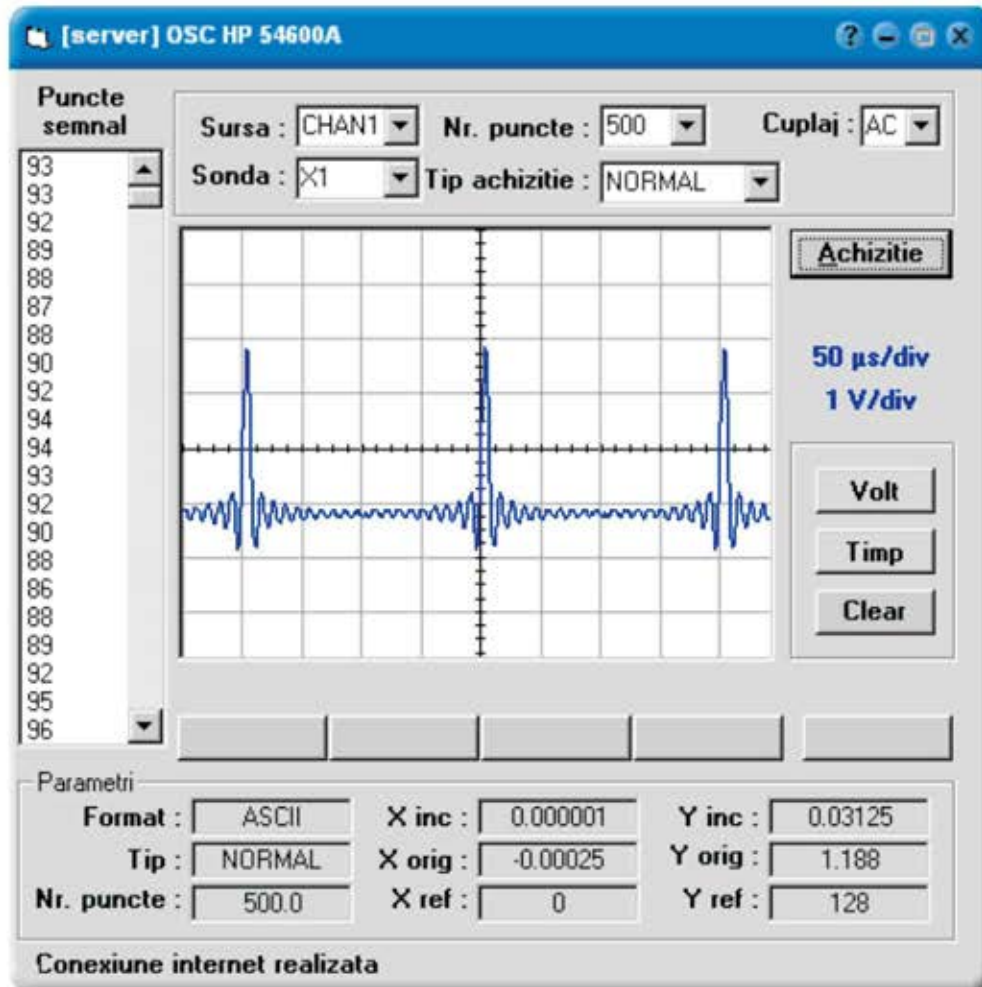 [server] OSC HP 54600A
Puncte
semnal
Sursa : CHAN1 Nr. puncte : 500 Cuplaj : AC
Sonda : X1 Tip achizitie : NORMAL
93
93
92
89
88
87
88
90
92
94
94
93
92
90
88
86
88
89
92
95
96
Achizitie
50 µs/div
1 V/div
Volt
Timp
Clear
Parametri
Format : ASCII X inc : 0.000001 Y inc : 0.03125
Tip : NORMAL X orig : -0.00025 Y orig : 1.188
Nr. puncte : 500.0 X ref : 0 Y ref : 128
Conexiune internet realizata